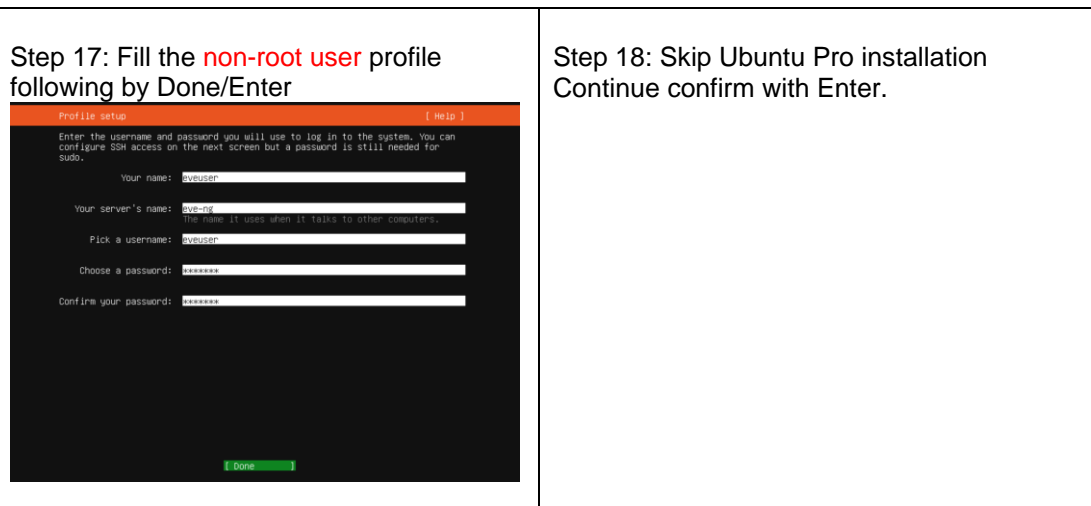 Step 17: Fill the non-root user profile
following by Done/Enter
Profile setup [ Help ]
Enter the username and password you will use to log in to the system. You can
configure SSH access on the next screen but a password is still needed for
sudo.
Your name: eveuser
Your server's name: eve-ng
The name it uses when it talks to other computers.
Pick a username: eveuser
Choose a password: *******
Confirm your password: *******
[ Done ]
Step 18: Skip Ubuntu Pro installation
Continue confirm with Enter.